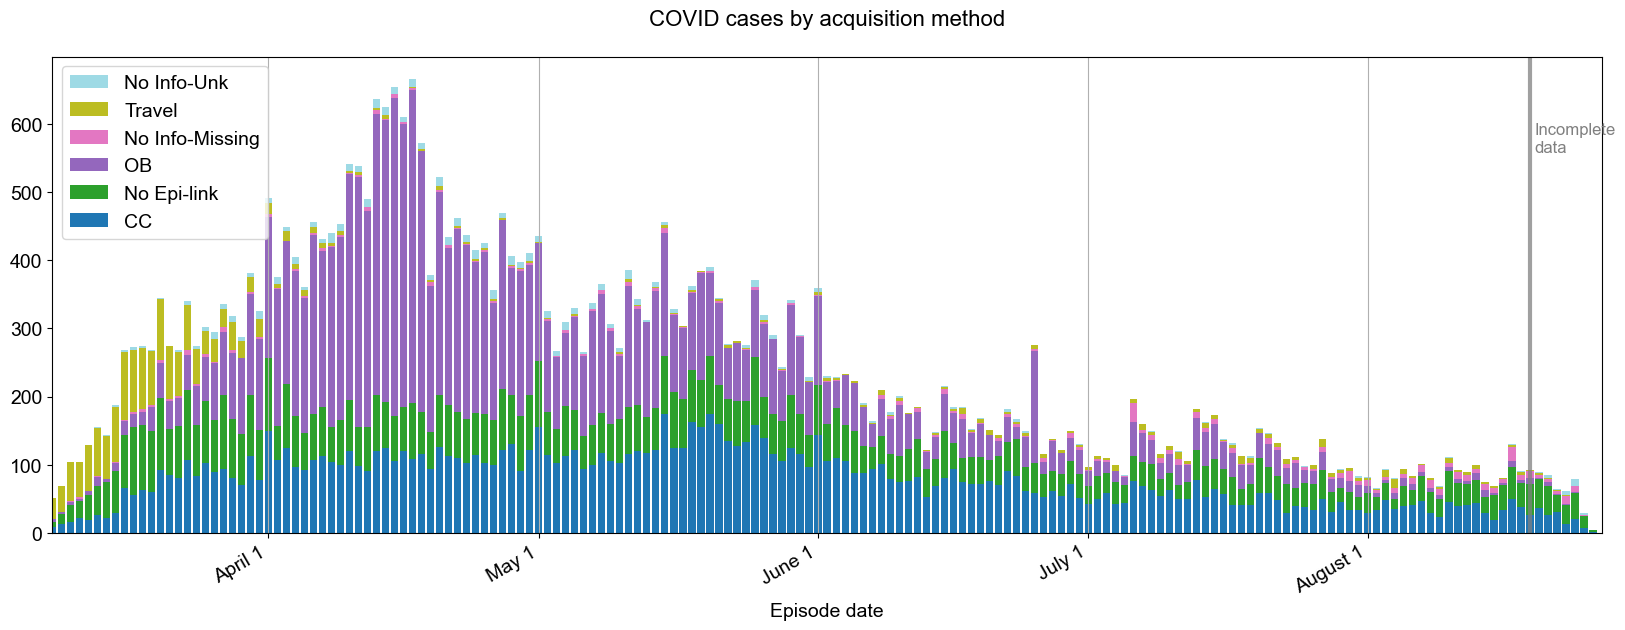 COVID cases by acquisition method
No Info-Unk
Travel
No Info-Missing
OB
No Epi-link
CC
Incomplete
data
600
500
400
300
200
100
0
April 1
May 1
June 1
July 1
August 1
Episode date